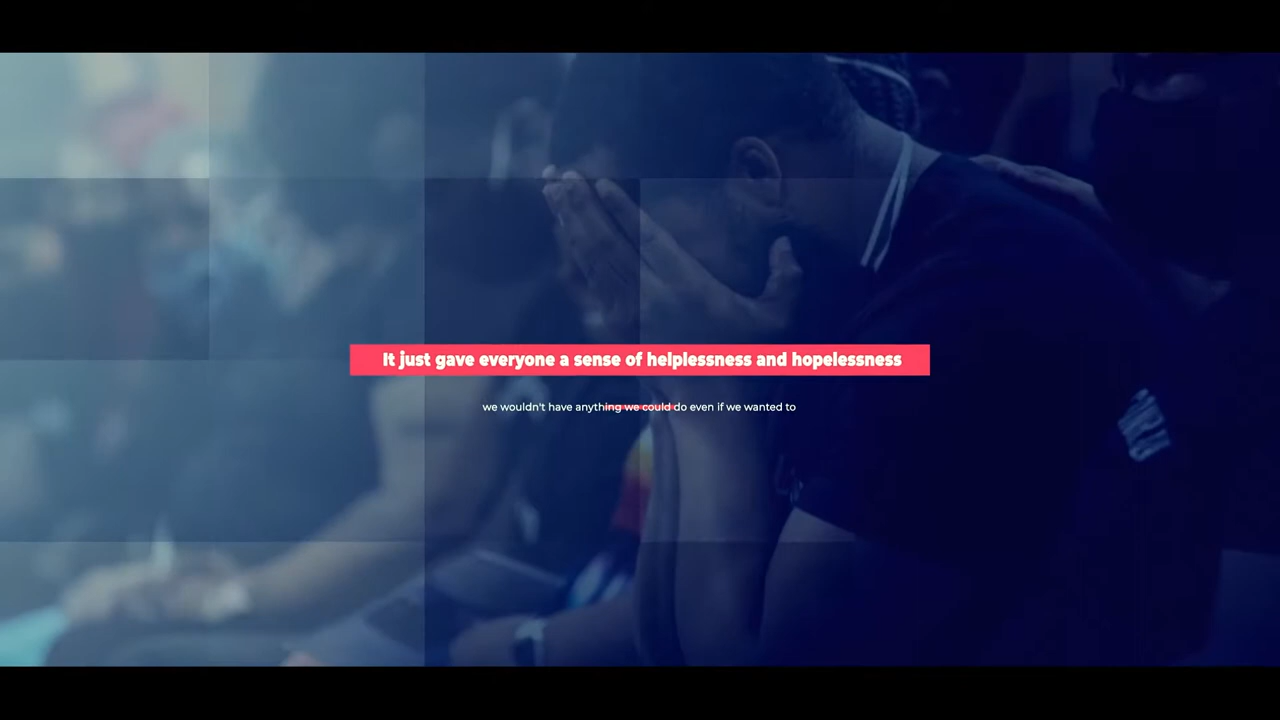 It just gave everyone a sense of helplessness and hopelessness
we wouldn't have anything we could do even if we wanted to